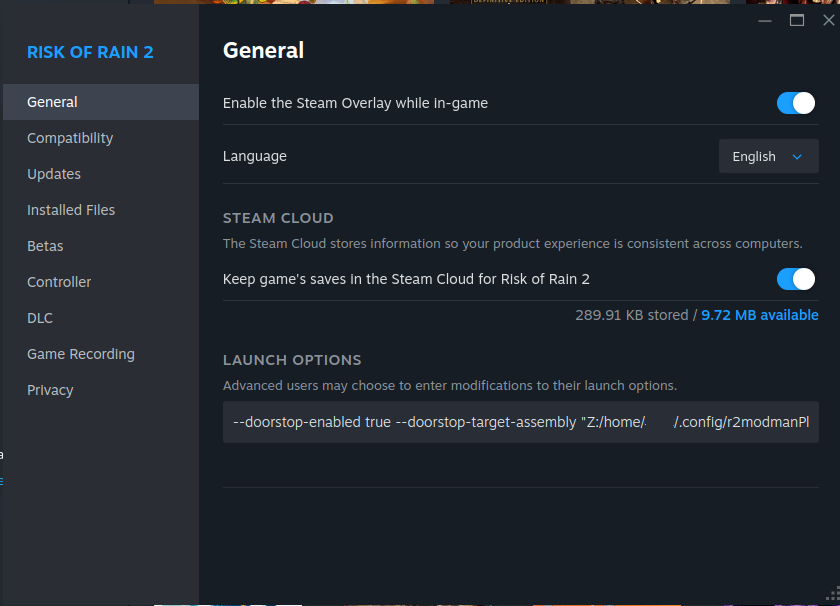 DEFINITIVE EDITION
RISK OF RAIN 2
General
Compatibility
Updates
Installed Files
Betas
Controller
DLC
Game Recording
Privacy
General
Enable the Steam Overlay while in-game
Language
English
STEAM CLOUD
The Steam Cloud stores information so your product experience is consistent across computers.
Keep game's saves in the Steam Cloud for Risk of Rain 2
289.91 KB stored / 9.72 MB available
LAUNCH OPTIONS
Advanced users may choose to enter modifications to their launch options.
--doorstop-enabled true --doorstop-target-assembly "Z:/home/ /.config/r2modmanPl